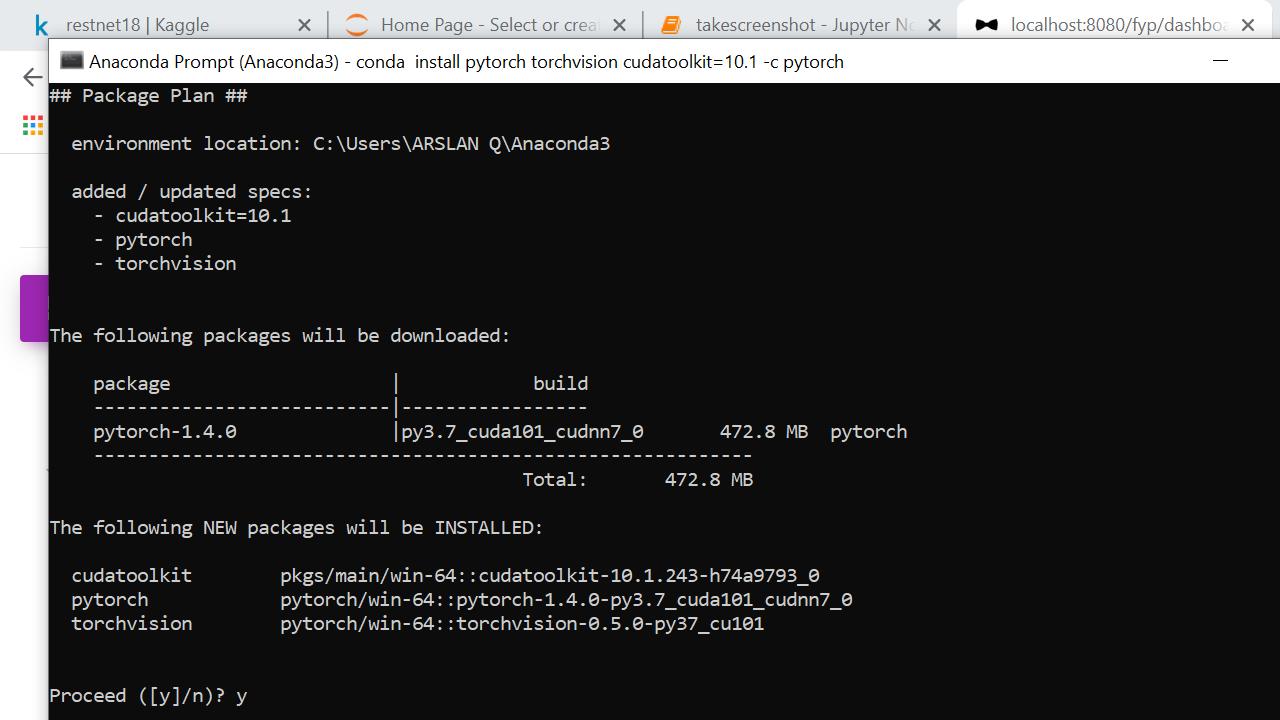 restnet18 | Kaggle
Home Page - Select or crea
takescreenshot - Jupyter No
localhost:8080/fyp/dashboa
Anaconda Prompt (Anaconda3) - conda  install pytorch torchvision cudatoolkit=10.1 -c pytorch
## Package Plan ##
environment location: C:\Users\ARSLAN Q\Anaconda3
added / updated specs:
- cudatoolkit=10.1
- pytorch
- torchvision
The following packages will be downloaded:
package                    |            build
---------------------------|-----------------
pytorch-1.4.0              |py3.7_cuda101_cudnn7_0       472.8 MB  pytorch
------------------------------------------------------------
Total:       472.8 MB
The following NEW packages will be INSTALLED:
cudatoolkit        pkgs/main/win-64::cudatoolkit-10.1.243-h74a9793_0
pytorch            pytorch/win-64::pytorch-1.4.0-py3.7_cuda101_cudnn7_0
torchvision        pytorch/win-64::torchvision-0.5.0-py37_cu101
Proceed ([y]/n)? y